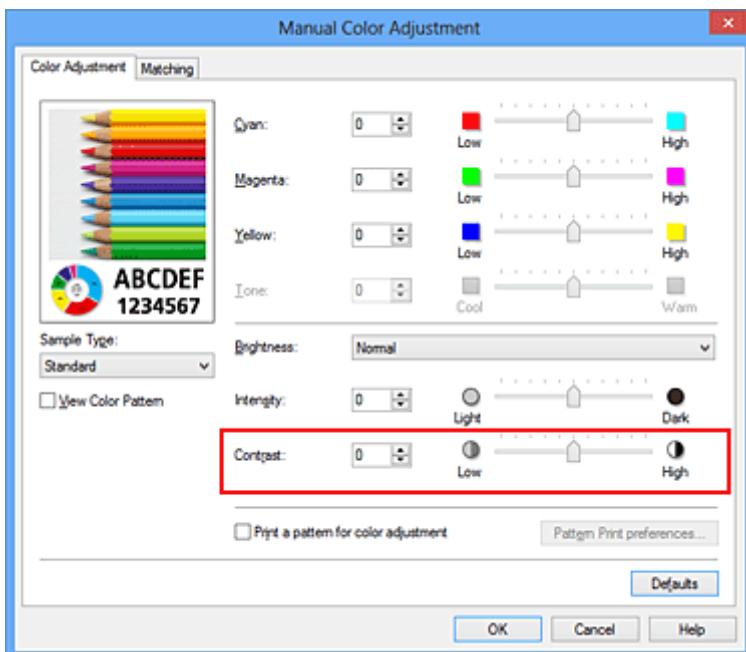 Manual Color Adjustment
Color Adjustment
Matching
ABCDEF
1234567
Sample Type:
Standard
View Color Pattern
Cyan:
0
Low
High
Magenta:
0
Low
High
Yellow:
0
Low
High
Tone:
0
Cool
Warm
Brightness:
Normal
Intensity:
0
Light
Dark
Contrast:
0
Low
High
Print a pattern for color adjustment
Pattern Print preferences...
Defaults
OK
Cancel
Help